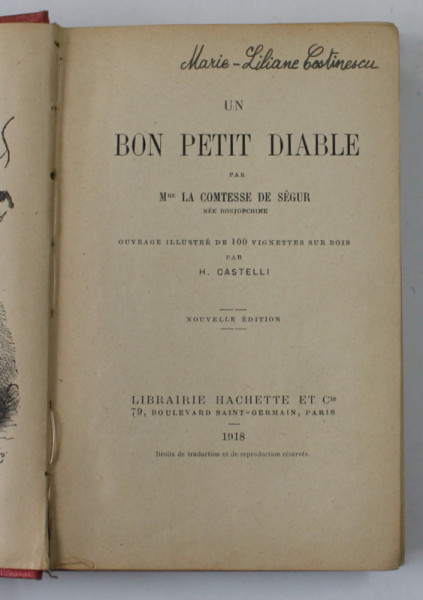 Marie-Liliane Costinescu
UN
BON PETIT DIABLE
PAR
Mme LA COMTESSE DE SÉGUR
NÉE ROSTOPCHINE
OUVRAGE ILLUSTRÉ DE 100 VIGNETTES SUR BOIS
PAR
H. CASTELLI
NOUVELLE ÉDITION
LIBRAIRIE HACHETTE ET Cie
79, BOULEVARD SAINT-GERMAIN, PARIS
1918
Droits de traduction et de reproduction réservés.